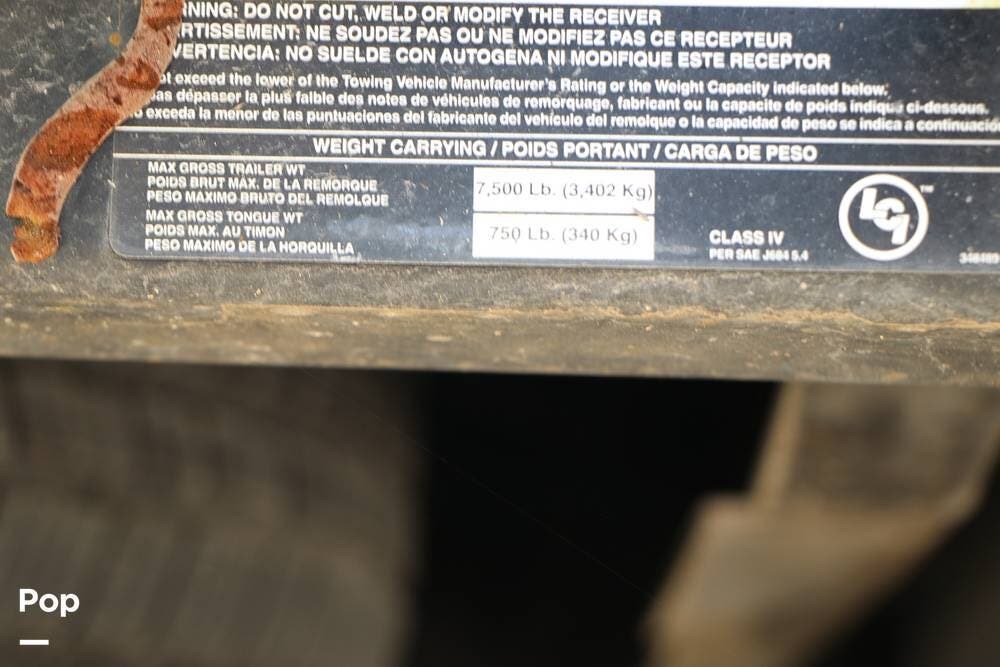 RNING: DO NOT CUT, WELD OR MODIFY THE RECEIVER
RTISSEMENT: NE SOUDEZ PAS OU NE MODIFIEZ PAS CE RECEPTEUR
VERTENCIA: NO SUELDE CON AUTOGENA NI MODIFIQUE ESTE RECEPTOR
ot exceed the lower of the Towing Vehicle Manufacturer's Rating or the Weight Capacity indicated below.
pas dépasser la plus faible des notes de véhicules de remorquage, fabricant ou la capacite de poids indiqué ci-dessous.
exceda la menor de las puntuaciones del fabricante del vehículo del remolque o la capacidad de peso se indica a continuació
WEIGHT CARRYING / POIDS PORTANT / CARGA DE PESO
MAX GROSS TRAILER WT
POIDS BRUT MAX. DE LA REMORQUE
PESO MAXIMO BRUTO DEL REMOLQUE
7,500 Lb. (3,402 Kg)
MAX GROSS TONGUE WT
POIDS MAX. AU TIMON
PESO MAXIMO DE LA HORQUILLA
750 Lb. (340 Kg)
CLASS IV
PER SAE J684 5.4
LCI
™
Pop